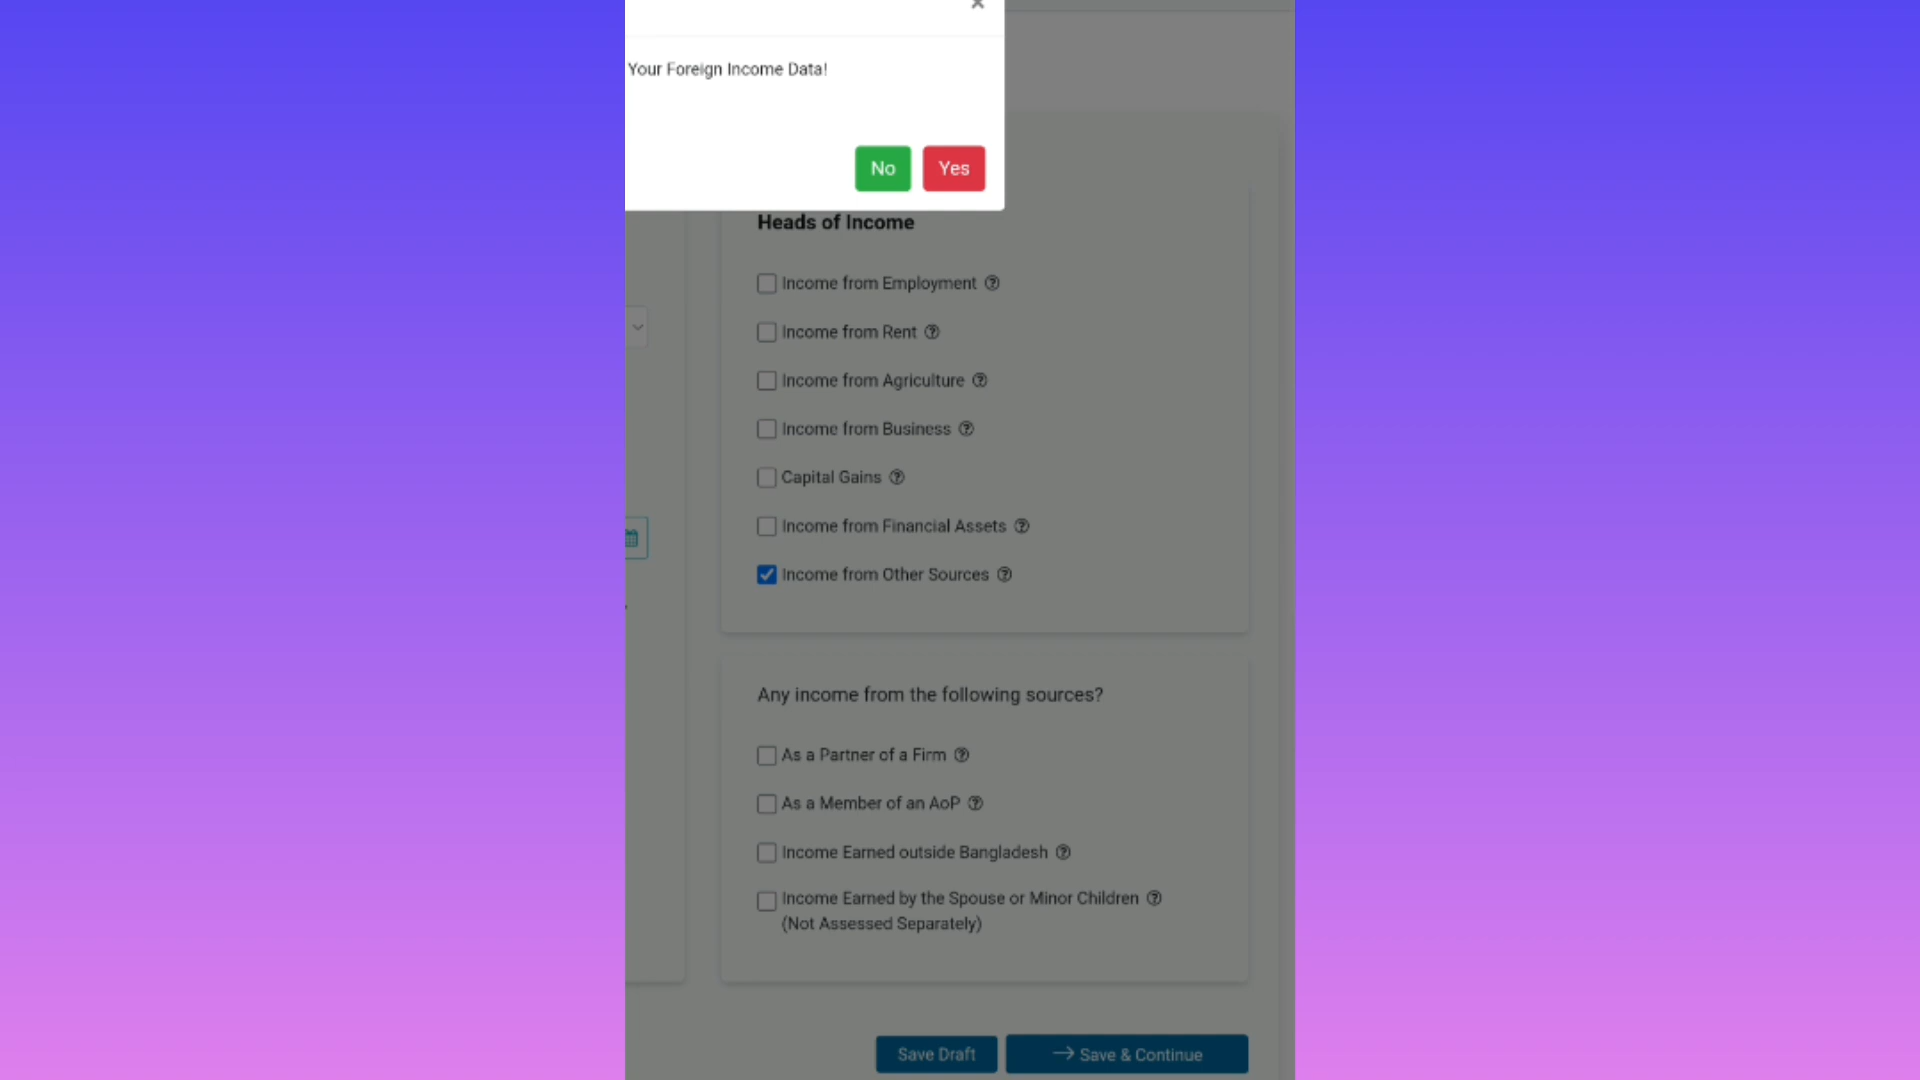 ×
Your Foreign Income Data!
No Yes
Heads of Income
Income from Employment
Income from Rent
Income from Agriculture
Income from Business
Capital Gains
Income from Financial Assets
Income from Other Sources
Any income from the following sources?
As a Partner of a Firm
As a Member of an AoP
Income Earned outside Bangladesh
Income Earned by the Spouse or Minor Children
(Not Assessed Separately)
Save Draft
Save & Continue